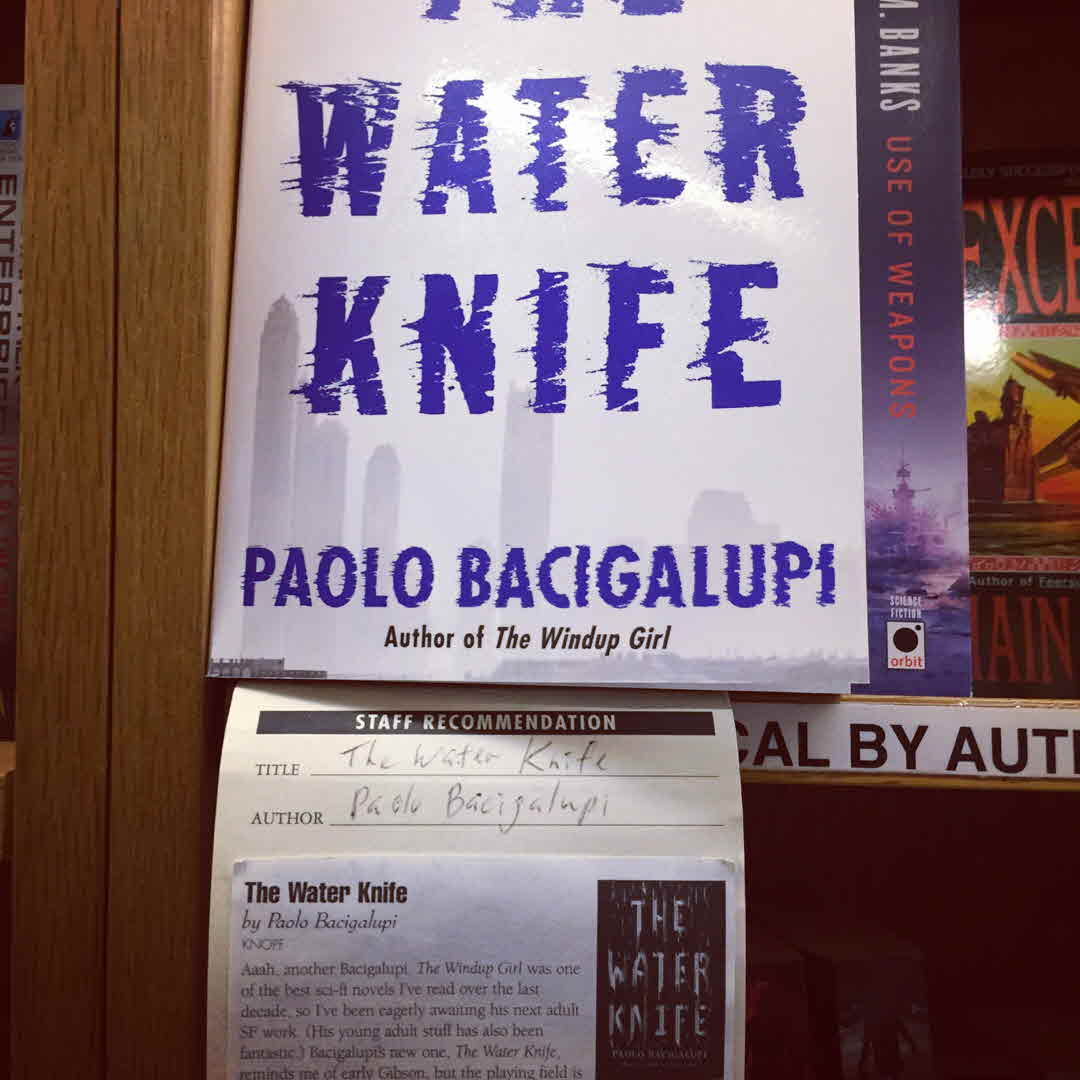 THE
WATER
KNIFE
PAOLO BACIGALUPI
Author of The Windup Girl
M. BANKS USE OF WEAPONS
SCIENCE
FICTION
orbit
ENTERPRISE
EXCE
Author of Feers
MAIN
CAL BY AUT
STAFF RECOMMENDATION
TITLE The Water Knife
AUTHOR Paolo Bacigalupi
The Water Knife
by Paolo Bacigalupi
KNOPF
Aaah, another Bacigalupi. The Windup Girl was one
of the best sci-fi novels I've read over the last
decade, so I've been eagerly awaiting his next adult
SF work. (His young adult stuff has also been
fantastic.) Bacigalupi's new one, The Water Knife,
reminds me of early Gibson, but the playing field is
THE
WATER
KNIFE
PAOLO BACIGALUPI